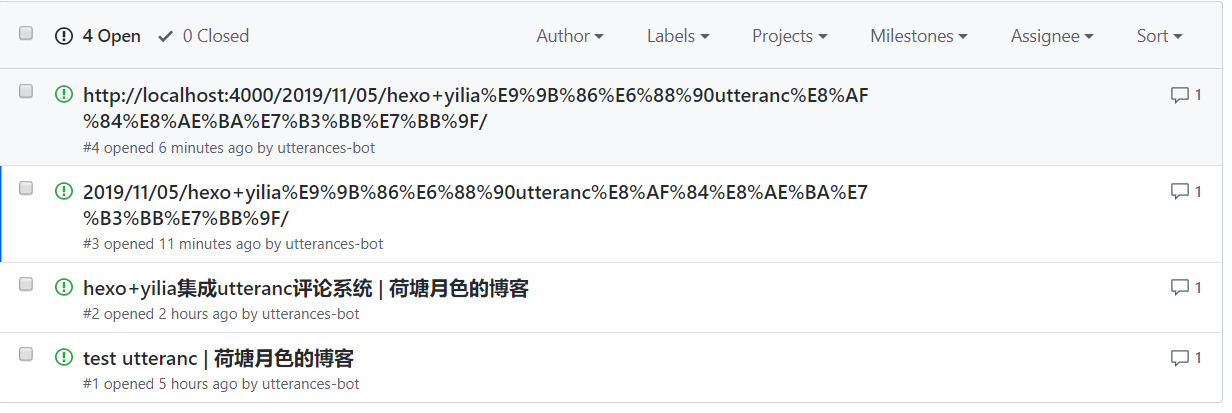 4 Open 0 Closed Author Labels Projects Milestones Assignee Sort
http://localhost:4000/2019/11/05/hexo+yilia%E9%9B%86%E6%88%90utteranc%E8%AF 1
%84%E8%AE%BA%E7%B3%BB%E7%BB%9F/
#4 opened 6 minutes ago by utterances-bot
2019/11/05/hexo+yilia%E9%9B%86%E6%88%90utteranc%E8%AF%84%E8%AE%BA%E7 1
%B3%BB%E7%BB%9F/
#3 opened 11 minutes ago by utterances-bot
hexo+yilia集成utteranc评论系统 | 荷塘月色的博客 1
#2 opened 2 hours ago by utterances-bot
test utteranc | 荷塘月色的博客 1
#1 opened 5 hours ago by utterances-bot